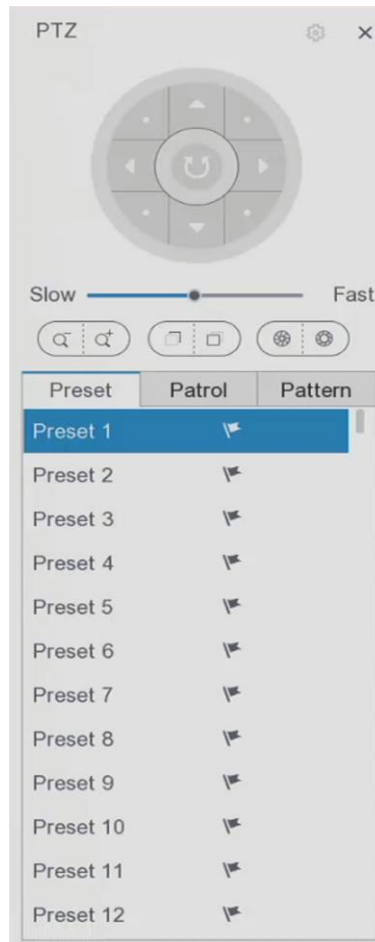 PTZ
Slow Fast
Preset Patrol Pattern
Preset 1
Preset 2
Preset 3
Preset 4
Preset 5
Preset 6
Preset 7
Preset 8
Preset 9
Preset 10
Preset 11
Preset 12